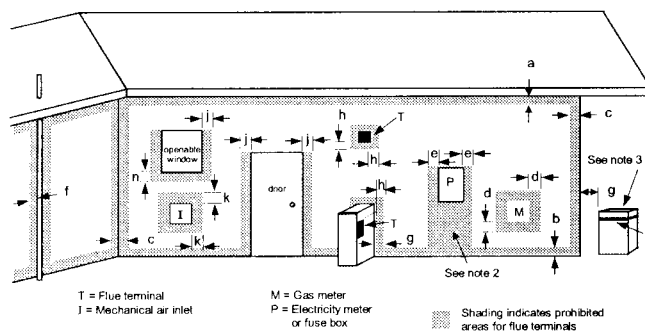 a
h
T
j
c
j
j
openable
window
e
e
See note 3
h
door
P
d
n
k
h
d
f
I
T
M
g
d
c
k
g
b
See note 2
T = Flue terminal
I = Mechanical air inlet
M = Gas meter
P = Electricity meter
or fuse box
Shading indicates prohibited
areas for flue terminals